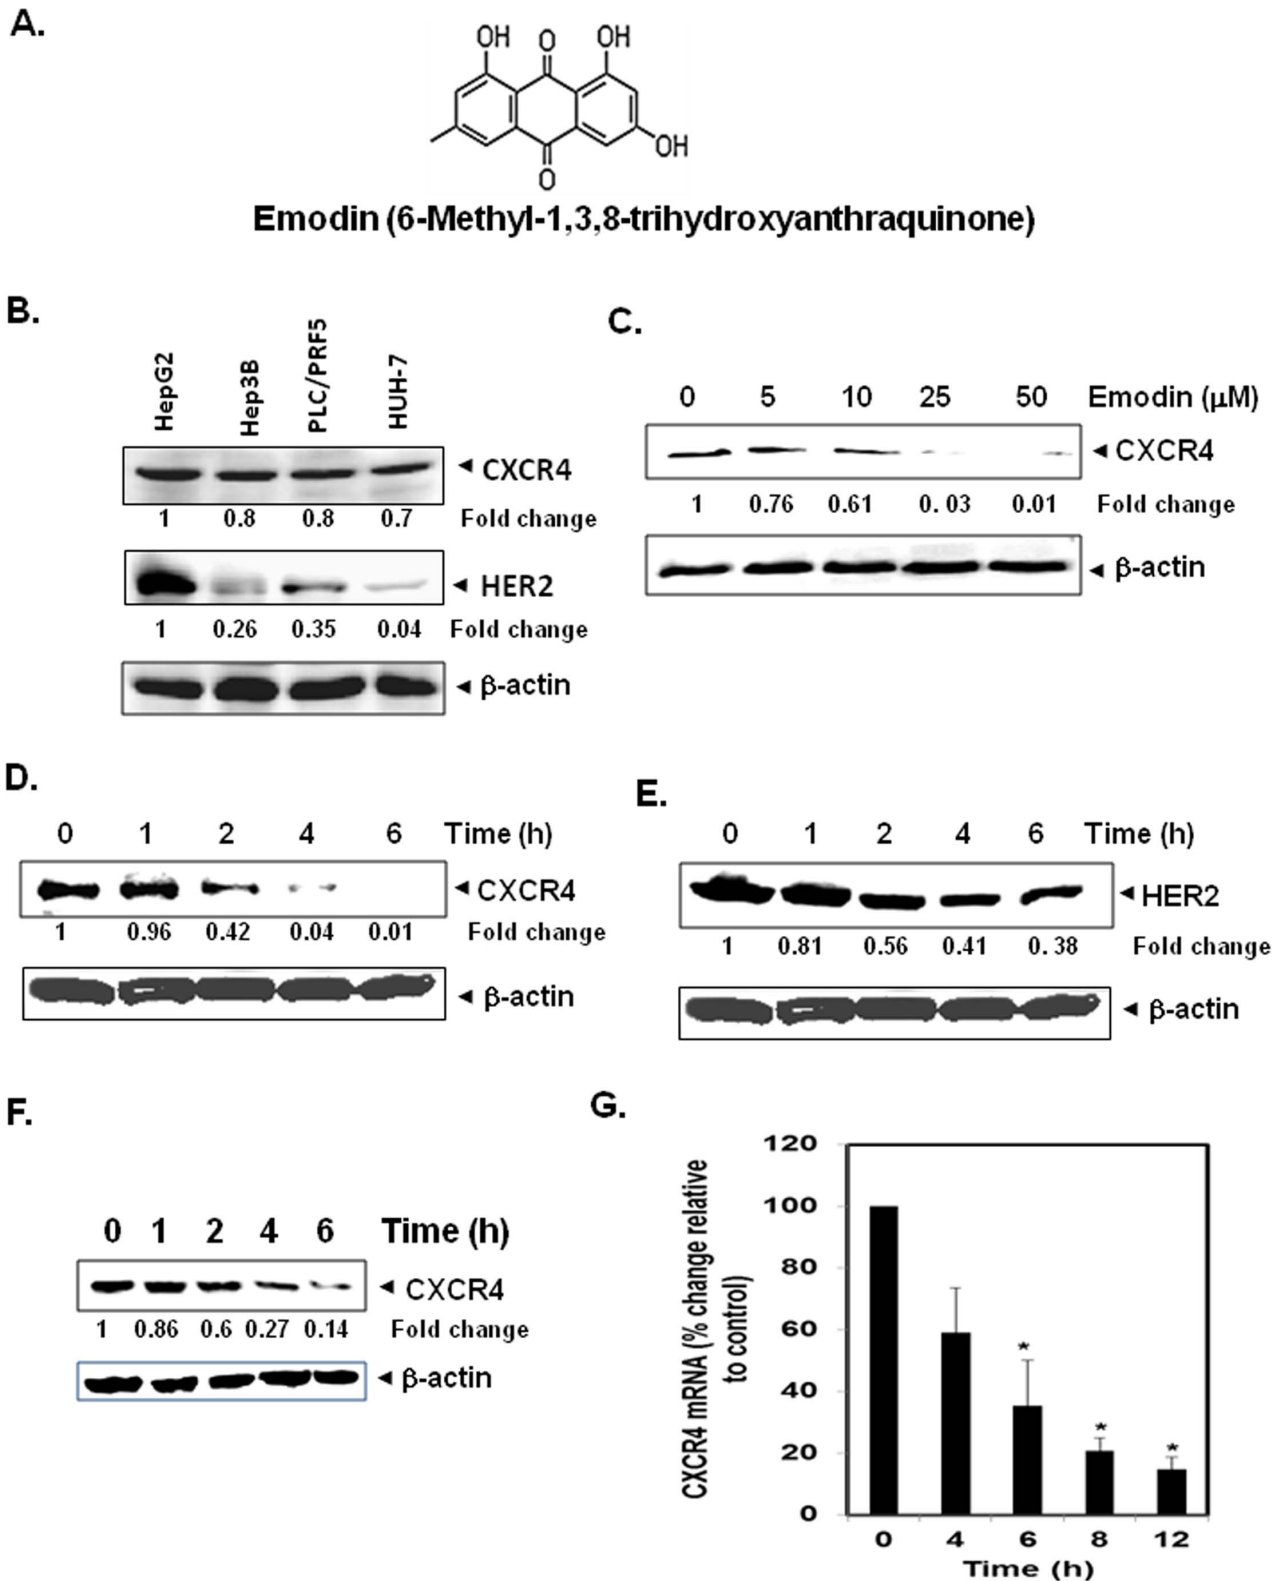 A.
OH O OH
OH
O
Emodin (6-Methyl-1,3,8-trihydroxyanthraquinone)
B.
HepG2 Hep3B PLC/PRF5 HUH-7
CXCR4
1 0.8 0.8 0.7 Fold change
HER2
1 0.26 0.35 0.04 Fold change
β-actin
C.
0 5 10 25 50 Emodin (µM)
CXCR4
1 0.76 0.61 0. 03 0.01 Fold change
β-actin
D.
0 1 2 4 6 Time (h)
CXCR4
1 0.96 0.42 0.04 0.01 Fold change
β-actin
E.
0 1 2 4 6 Time (h)
HER2
1 0.81 0.56 0.41 0. 38 Fold change
β-actin
F.
0 1 2 4 6 Time (h)
CXCR4
1 0.86 0.6 0.27 0.14 Fold change
β-actin
G.
CXCR4 mRNA (% change relative
to control)
120
100
80
60
40
20
0
*
*
*
0 4 6 8 12
Time (h)